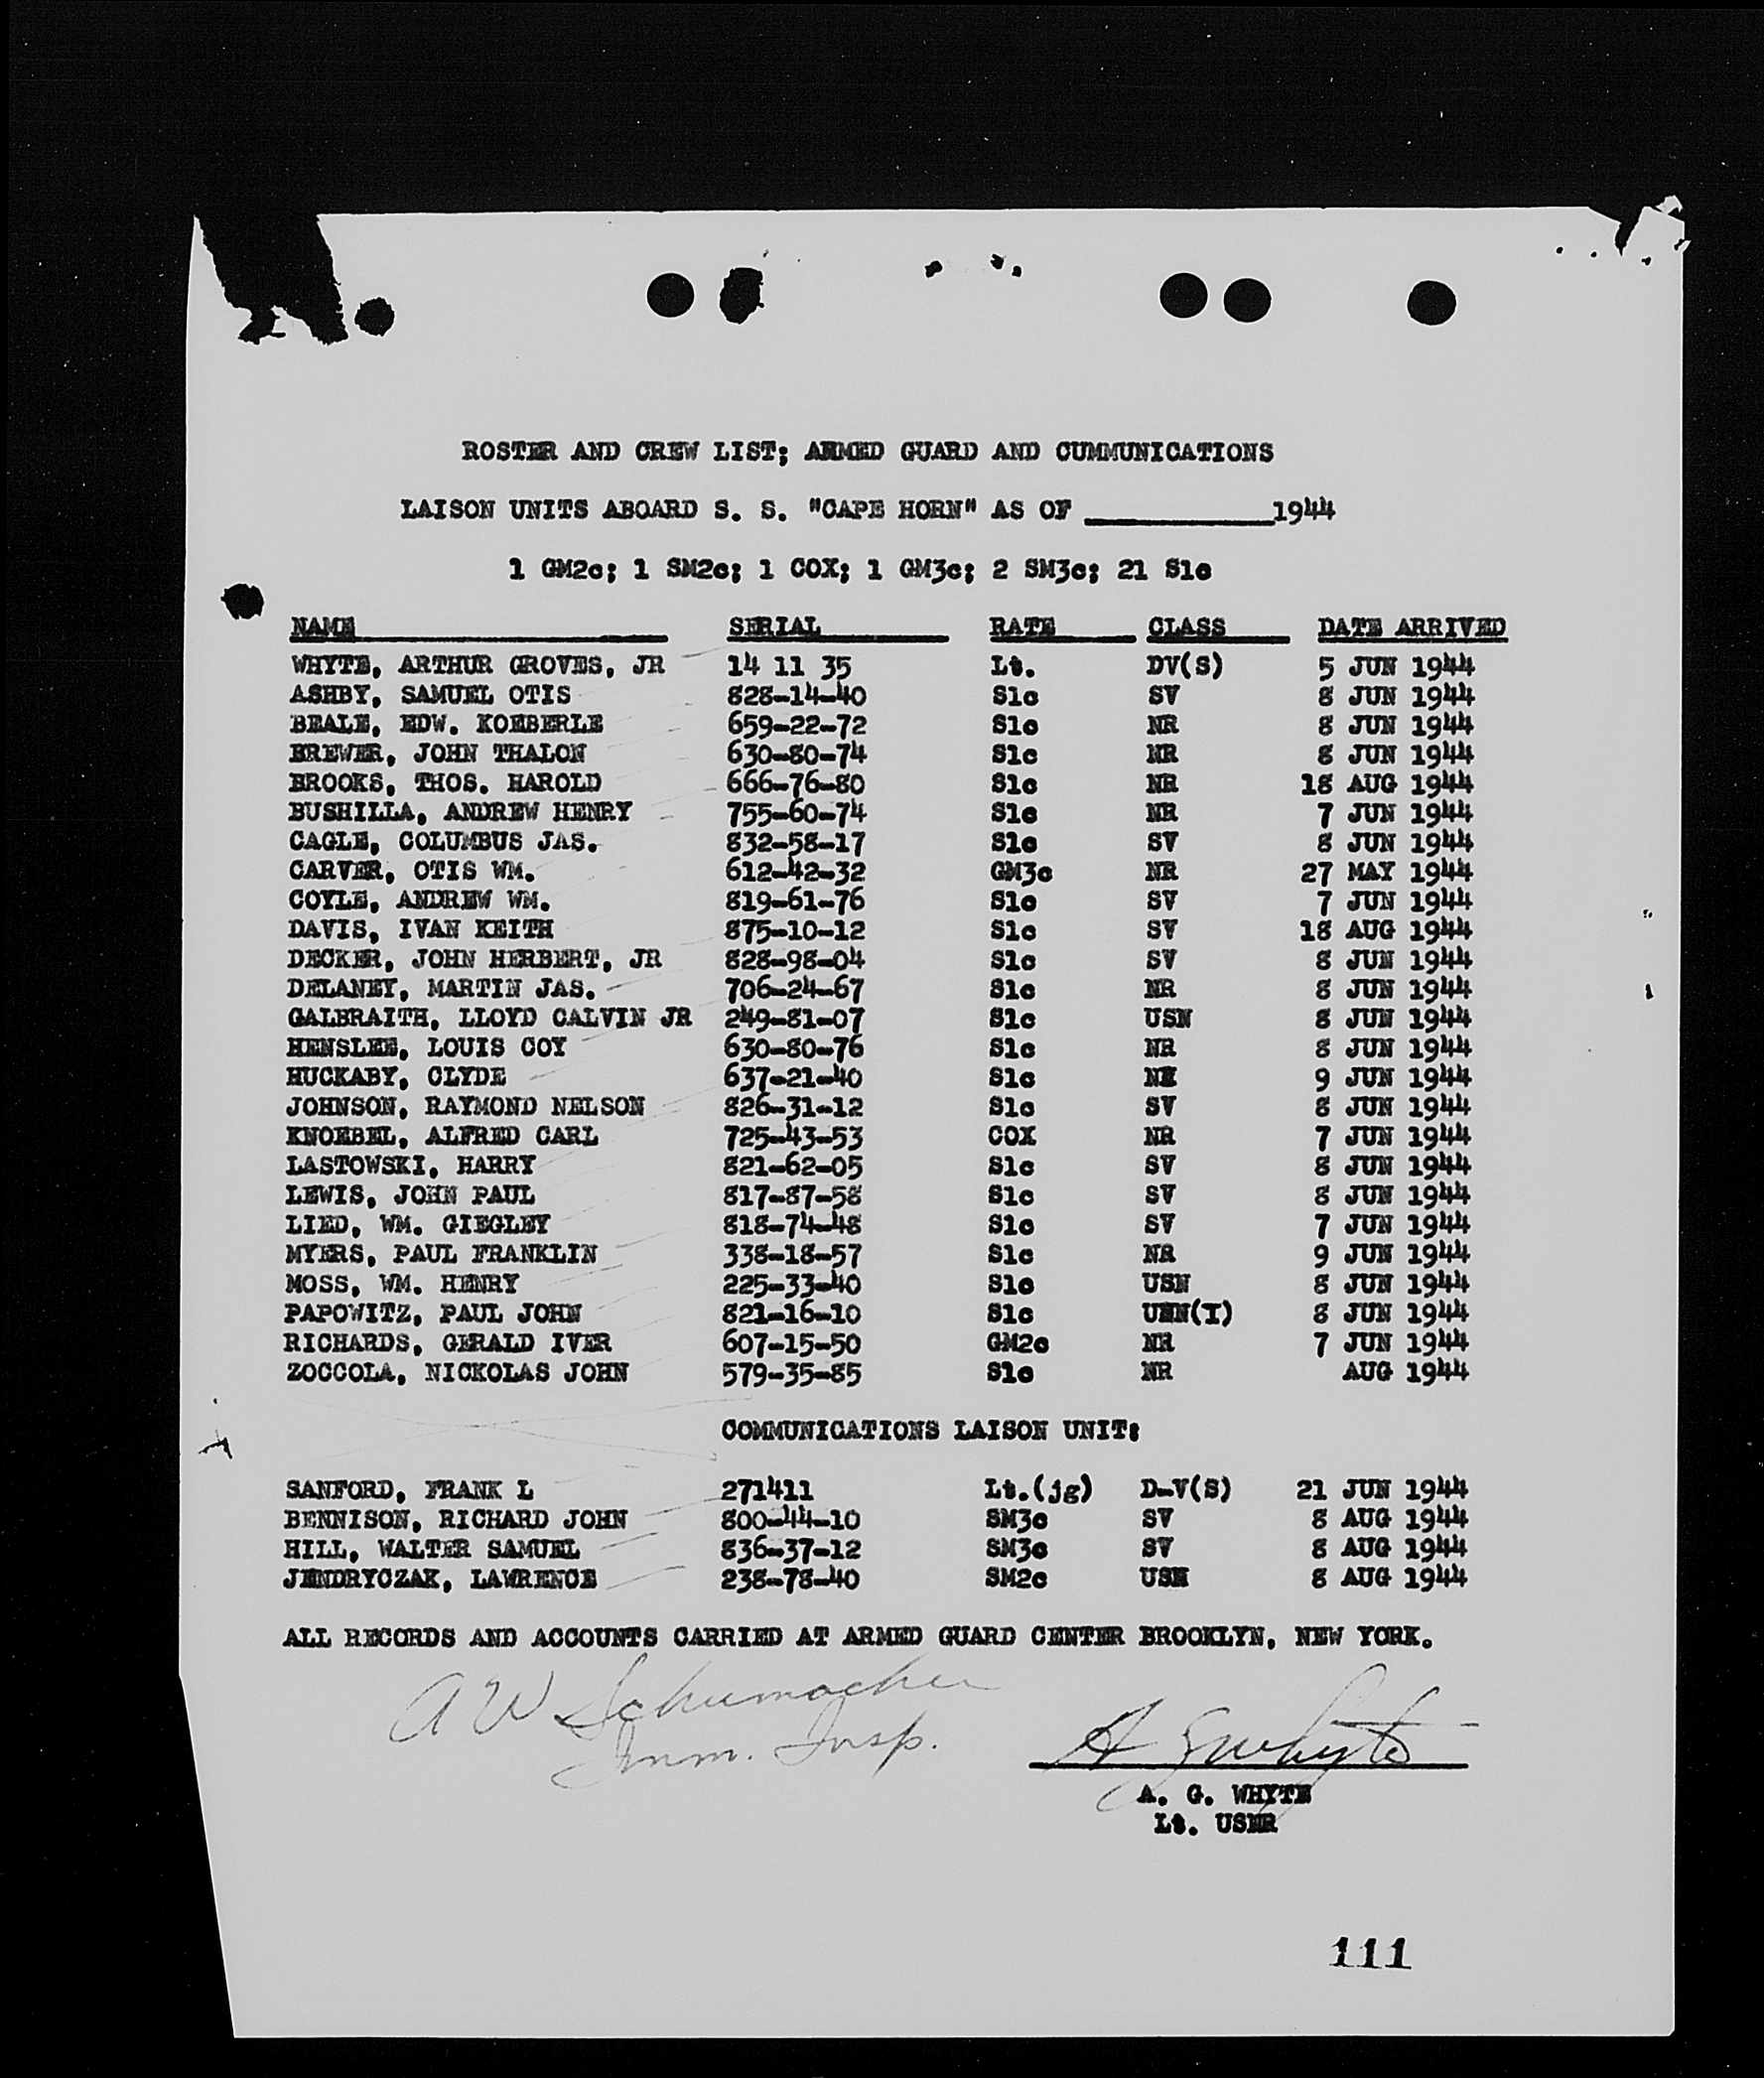 ROSTER AND CREW LIST; ARMED GUARD AND CUMMUNICATIONS
LAISON UNITS ABOARD S. S. "CAPE HORN" AS OF ____________1944
1 GM2c; 1 SM2c; 1 COX; 1 GM3c; 2 SM3c; 21 S1c
NAME SERIAL RATE CLASS DATE ARRIVED
WHYTE, ARTHUR GROVES, JR 14 11 35 Lt. DV(S) 5 JUN 1944
ASHBY, SAMUEL OTIS 828-14-40 S1c SV 8 JUN 1944
BEALE, EDW. KOEBERLE 659-22-72 S1c NR 8 JUN 1944
BREWER, JOHN THALON 630-80-74 S1c NR 8 JUN 1944
BROOKS, THOS. HAROLD 666-76-80 S1c NR 18 AUG 1944
BUSHILLA, ANDREW HENRY 755-60-74 S1c NR 7 JUN 1944
CAGLE, COLUMBUS JAS. 832-58-17 S1c SV 8 JUN 1944
CARVER, OTIS WM. 612-42-32 GM3c NR 27 MAY 1944
COYLE, ANDREW WM. 819-61-76 S1c SV 7 JUN 1944
DAVIS, IVAN KEITH 875-10-12 S1c SV 18 AUG 1944
DECKER, JOHN HERBERT, JR 828-98-04 S1c SV 8 JUN 1944
DELANEY, MARTIN JAS. 706-24-67 S1c NR 8 JUN 1944
GALBRAITH, LLOYD CALVIN JR 249-81-07 S1c USN 8 JUN 1944
HENSLEE, LOUIS COY 630-80-76 S1c NR 8 JUN 1944
HUCKABY, CLYDE 637-21-40 S1c NR 9 JUN 1944
JOHNSON, RAYMOND NELSON 826-31-12 S1c SV 8 JUN 1944
KNOEBEL, ALFRED CARL 725-43-53 COX NR 7 JUN 1944
LASTOWSKI, HARRY 821-62-05 S1c SV 8 JUN 1944
LEWIS, JOHN PAUL 817-87-58 S1c SV 8 JUN 1944
LIED, WM. GIEGLEY 818-74-48 S1c SV 7 JUN 1944
MYERS, PAUL FRANKLIN 338-18-57 S1c NR 9 JUN 1944
MOSS, WM. HENRY 225-33-40 S1c USN 8 JUN 1944
PAPOWITZ, PAUL JOHN 821-16-10 S1c USN(I) 8 JUN 1944
RICHARDS, GERALD IVER 607-15-50 GM2c NR 7 JUN 1944
ZOCCOLA, NICKOLAS JOHN 579-35-85 S1c NR AUG 1944
COMMUNICATIONS LAISON UNIT:
SANFORD, FRANK L 271411 Lt.(jg) D-V(S) 21 JUN 1944
BENNISON, RICHARD JOHN 800-44-10 SM3c SV 8 AUG 1944
HILL, WALTER SAMUEL 836-37-12 SM3c SV 8 AUG 1944
JENDRYCZAK, LAWRENCE 238-78-40 SM2c USN 8 AUG 1944
ALL RECORDS AND ACCOUNTS CARRIED AT ARMED GUARD CENTER BROOKLYN, NEW YORK.
A W Schumacher
Imm. Insp.
A G Whyte
A. G. WHYTE
Lt. USNR
111